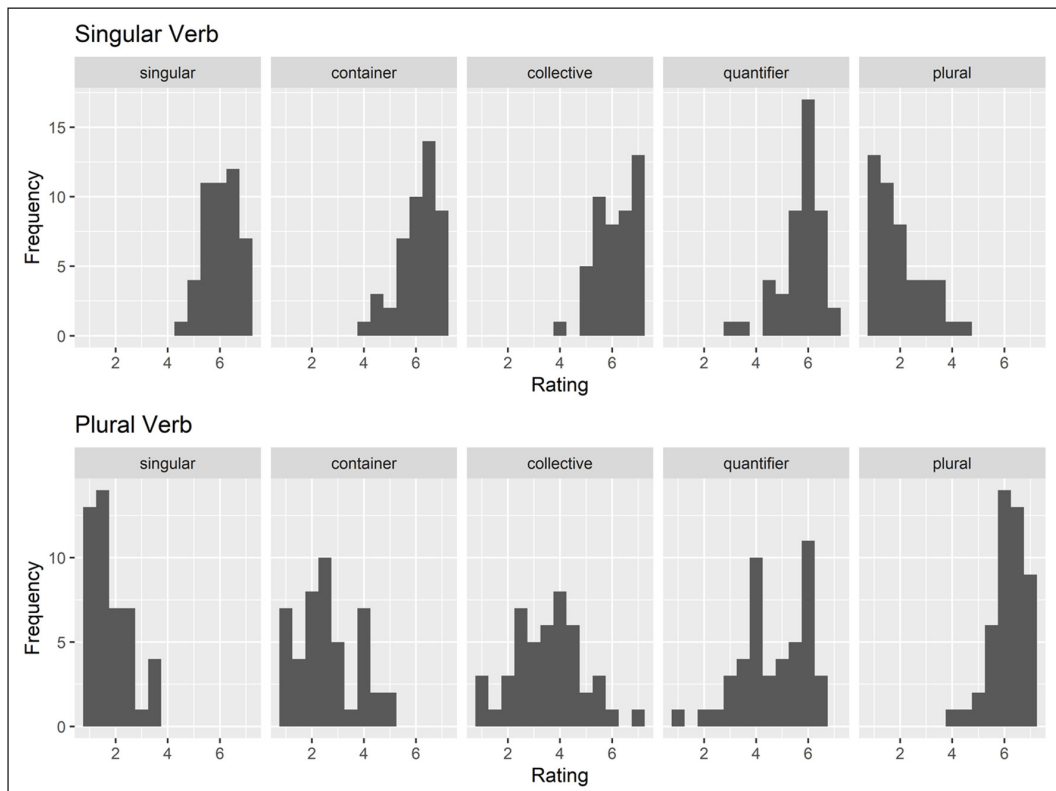 Singular Verb
singular container collective quantifier plural
15
10
5
0
Frequency
2 4 6 2 4 6 2 4 6 2 4 6 2 4 6
Rating
Plural Verb
singular container collective quantifier plural
10
5
0
Frequency
2 4 6 2 4 6 2 4 6 2 4 6 2 4 6
Rating